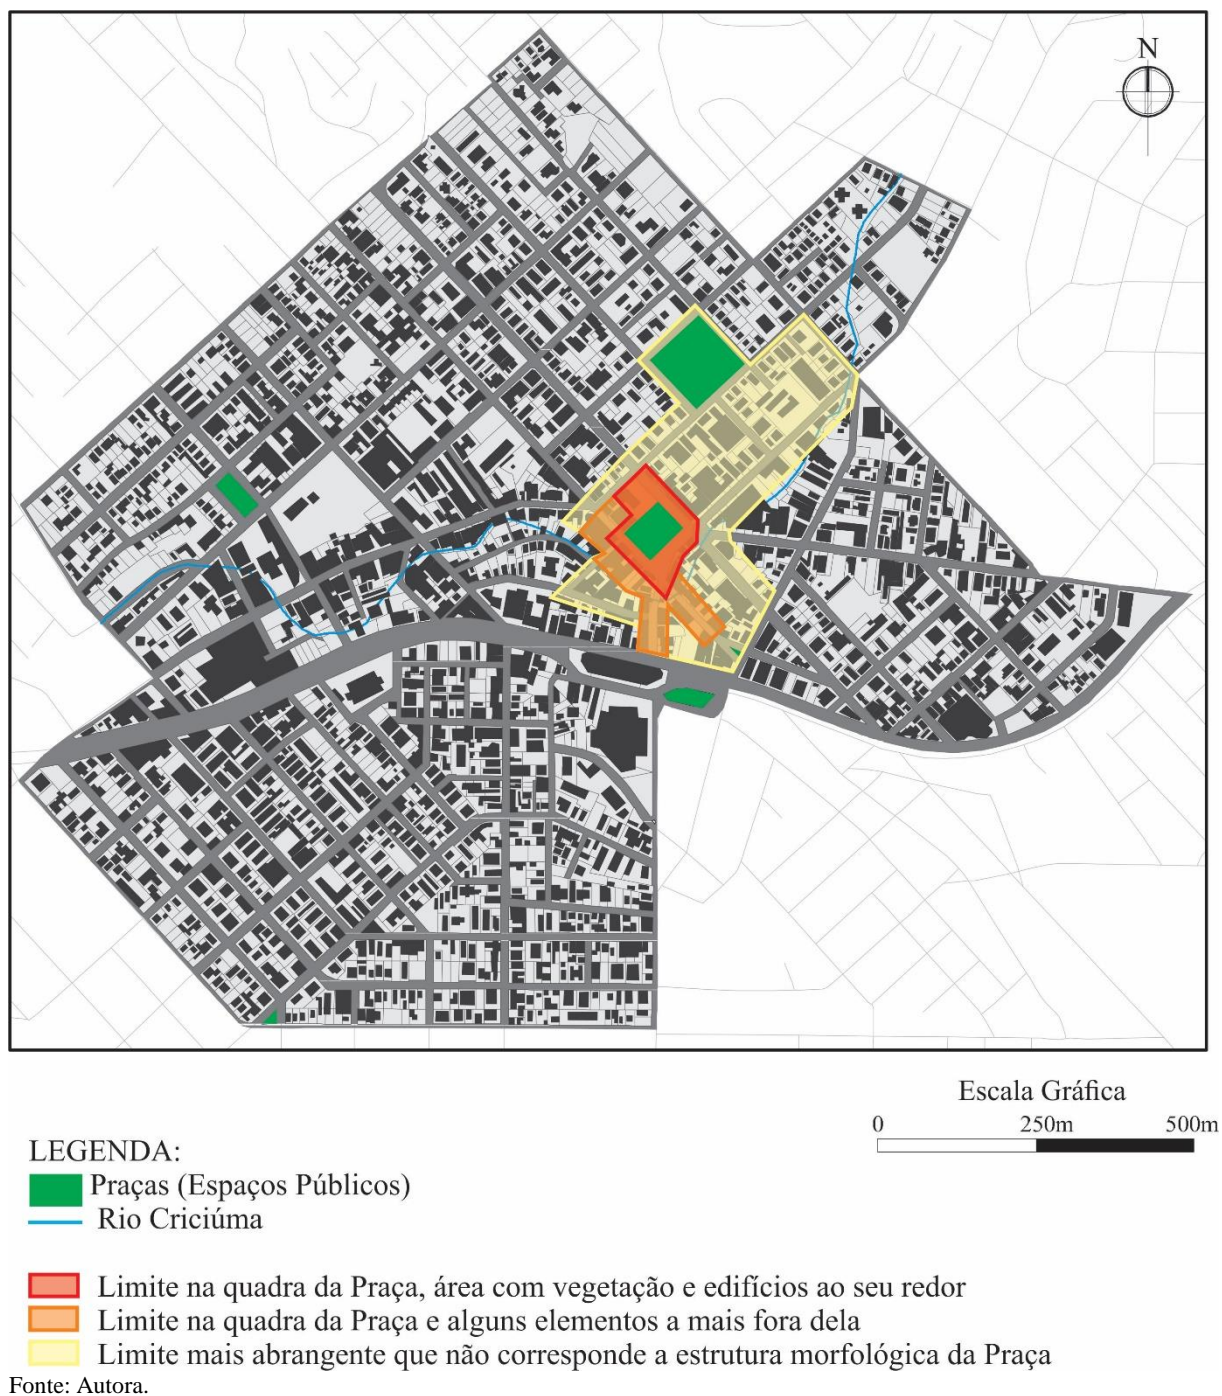 N
Escala Gráfica
0 250m 500m
LEGENDA:
Praças (Espaços Públicos)
Rio Criciúma
Limite na quadra da Praça, área com vegetação e edifícios ao seu redor
Limite na quadra da Praça e alguns elementos a mais fora dela
Limite mais abrangente que não corresponde a estrutura morfológica da Praça
Fonte: Autora.